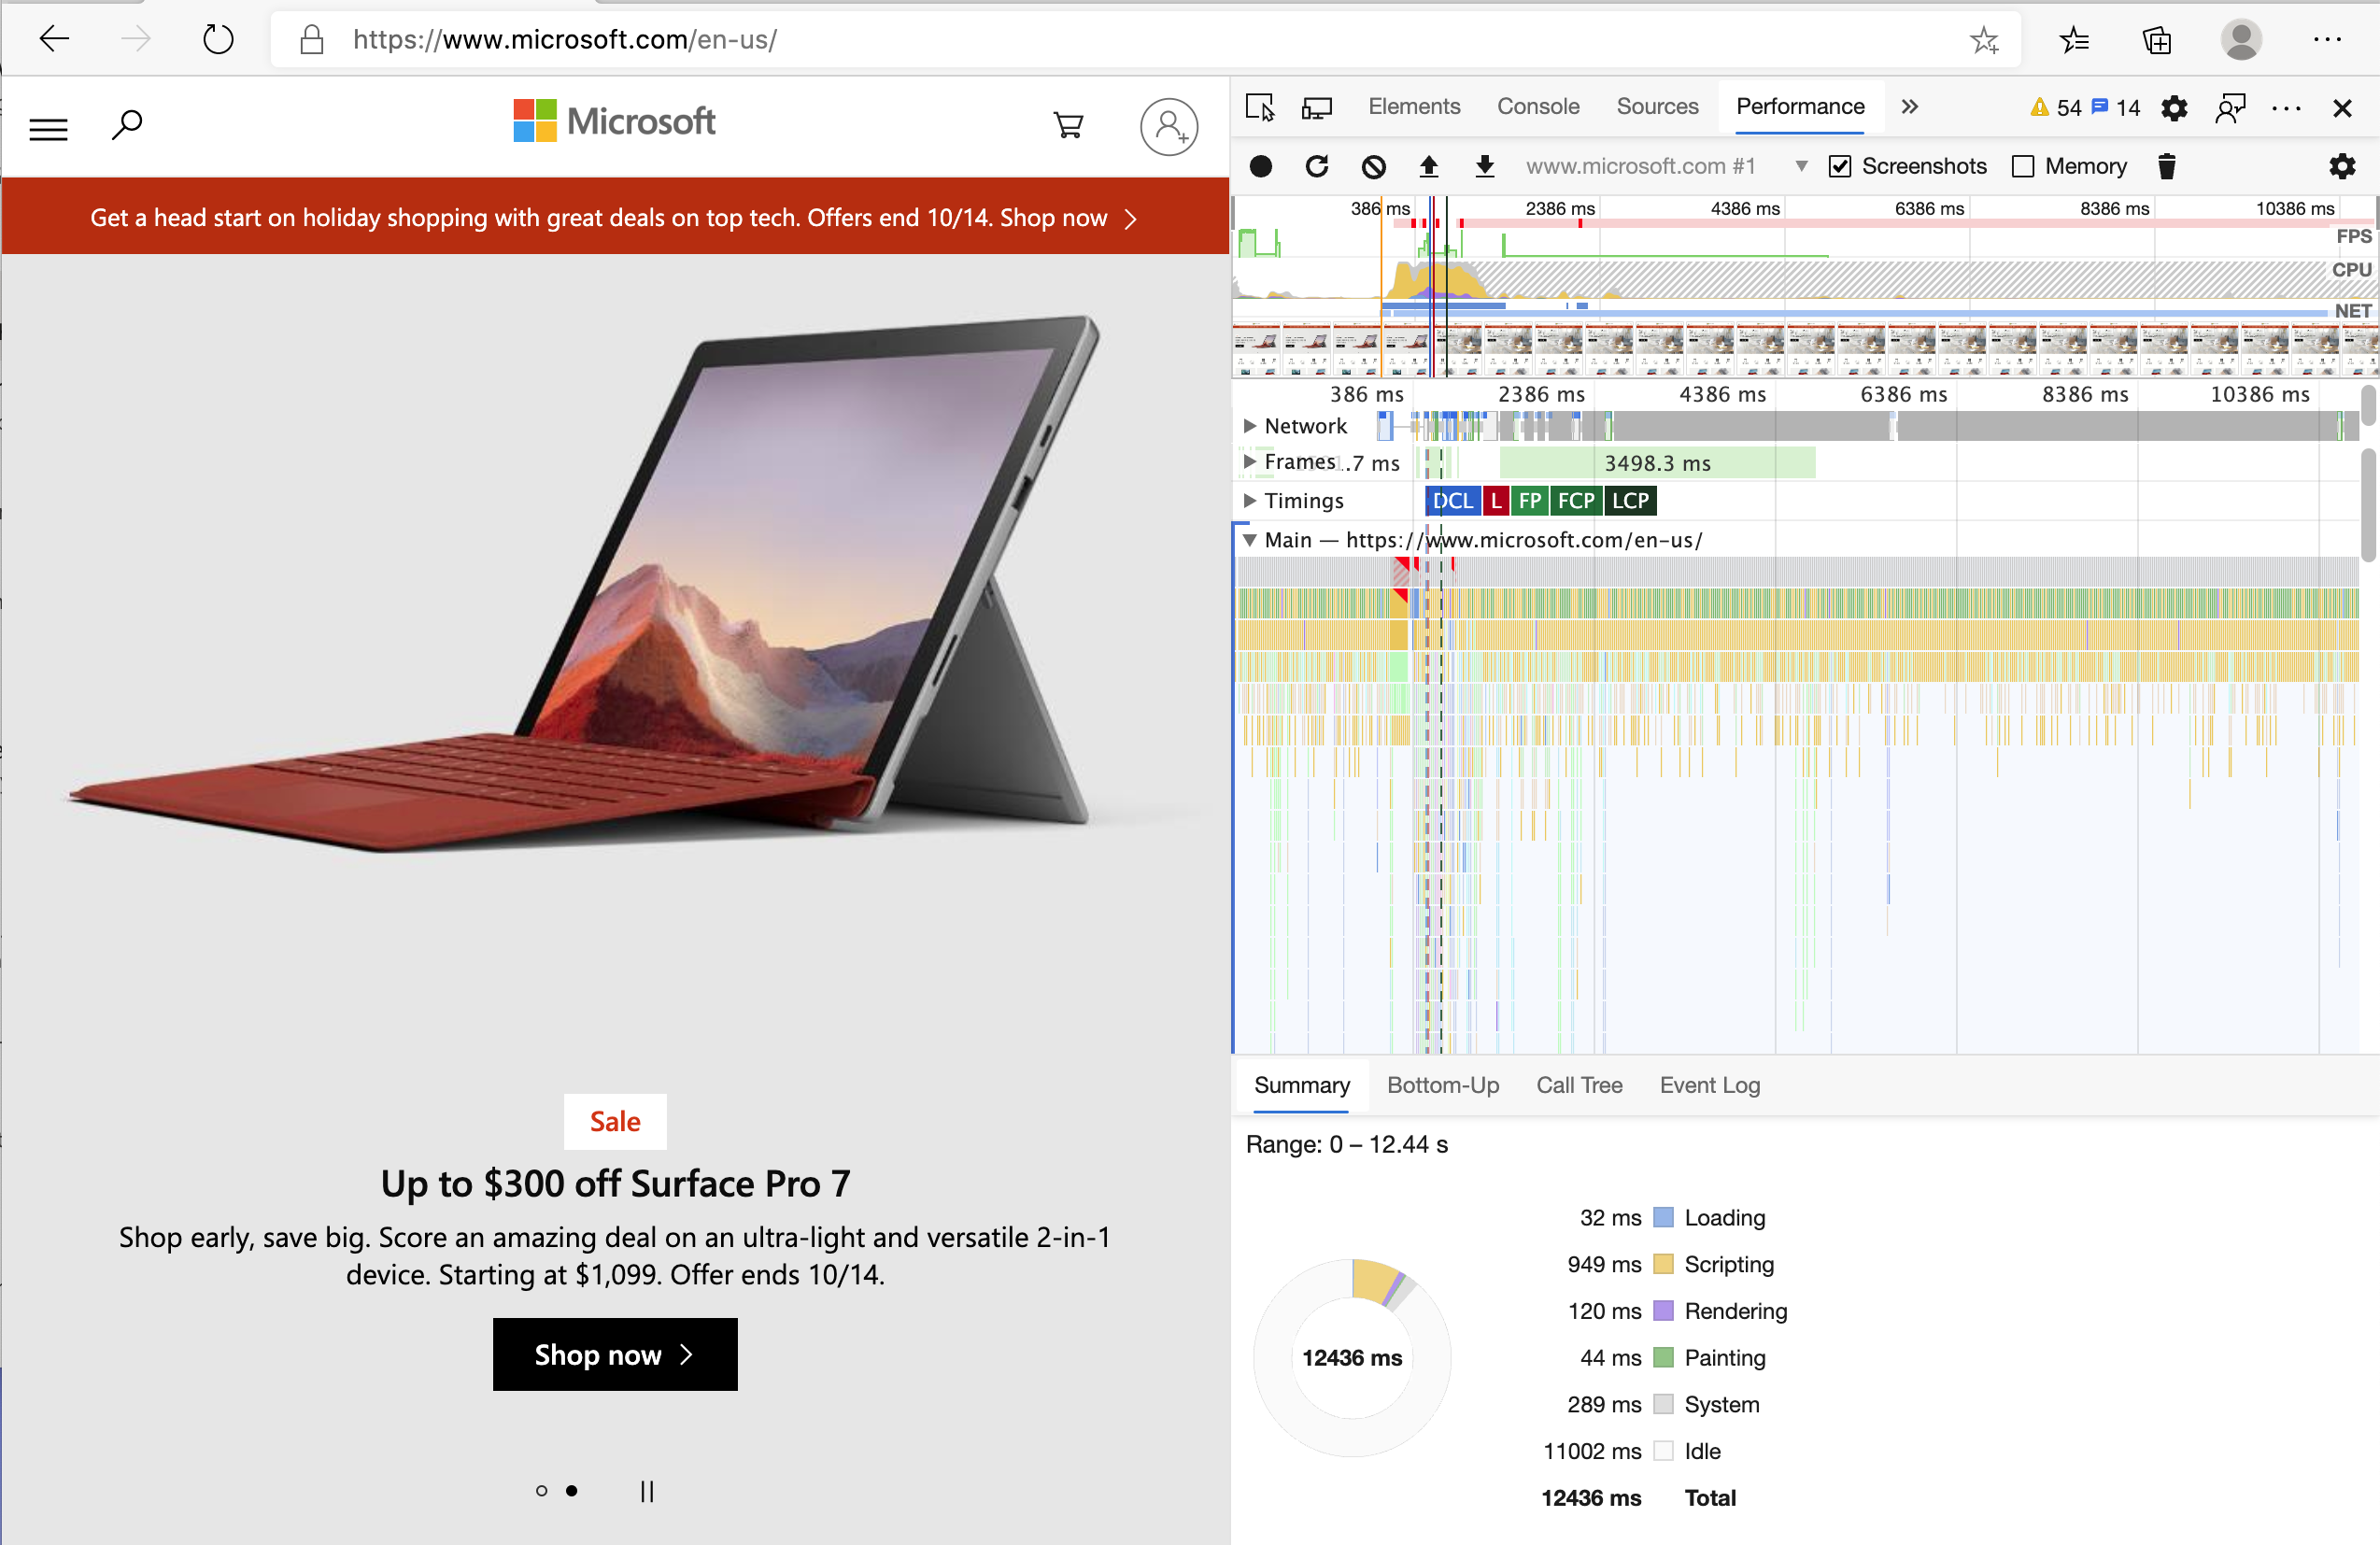 https://www.microsoft.com/en-us/
Microsoft
Get a head start on holiday shopping with great deals on top tech. Offers end 10/14. Shop now
Sale
Up to $300 off Surface Pro 7
Shop early, save big. Score an amazing deal on an ultra-light and versatile 2-in-1
device. Starting at $1,099. Offer ends 10/14.
Shop now
Elements Console Sources Performance 54 14
www.microsoft.com #1 Screenshots Memory
386 ms 2386 ms 4386 ms 6386 ms 8386 ms 10386 ms
FPS
CPU
NET
386 ms 2386 ms 4386 ms 6386 ms 8386 ms 10386 ms
Network
Frames .7 ms 3498.3 ms
Timings DCL L FP FCP LCP
Main — https://www.microsoft.com/en-us/
Summary Bottom-Up Call Tree Event Log
Range: 0 – 12.44 s
32 ms Loading
949 ms Scripting
120 ms Rendering
44 ms Painting
289 ms System
11002 ms Idle
12436 ms Total
12436 ms